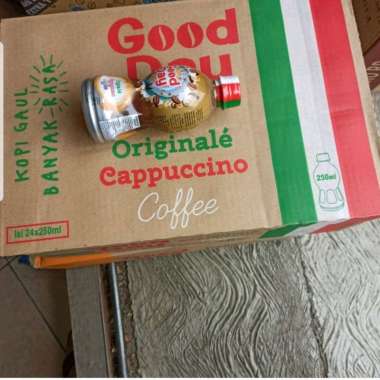 Good
Day
Originalé
Cappuccino
Coffee
KOPI GAUL
BANYAK RASA
Isi 24x250ml
250ml